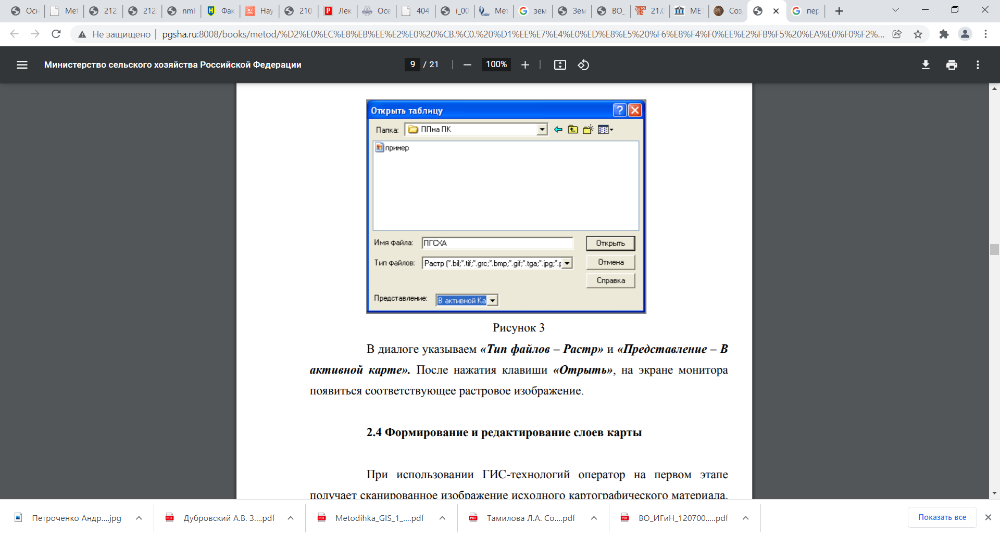 Осн
Met
212
212
nml
Фак
Нау
210
Лек
Осе
404
i_00
Мет
зем
Зем
ВО_
21.0
МЕТ
Соз
пер
Не защищено
pgsha.ru:8008/books/metod/%D2%E0%EC%E8%EB%EE%E2%E0%20%CB.%C0.%20%D1%EE%E7%E4%E0%ED%E8%E5%20%F6%E8%F4%F0%EE%E2%FB%F5%20%EA%E0%F0%F2%...
Министерство сельского хозяйства Российской Федерации
9 / 21
100%
Открыть таблицу
Папка: ППна ПК
пример
Имя файла: ПГСХА
Открыть
Тип файлов: Растр (*.bil;*.tif;*.grc;*.bmp;*.gif;*.tga;*.jpg;*.p
Отмена
Справка
Представление: В активной Ка
Рисунок 3
В диалоге указываем «Тип файлов – Растр» и «Представление – В
активной карте». После нажатия клавиши «Отрыть», на экране монитора
появиться соответствующее растровое изображение.
2.4 Формирование и редактирование слоев карты
При использовании ГИС-технологий оператор на первом этапе
получает сканированное изображение исходного картографического материала,
Петроченко Андр....jpg
Дубровский А.В. З....pdf
Metodihka_GIS_1_....pdf
Тамилова Л.А. Со....pdf
ВО_ИГиН_120700.....pdf
Показать все